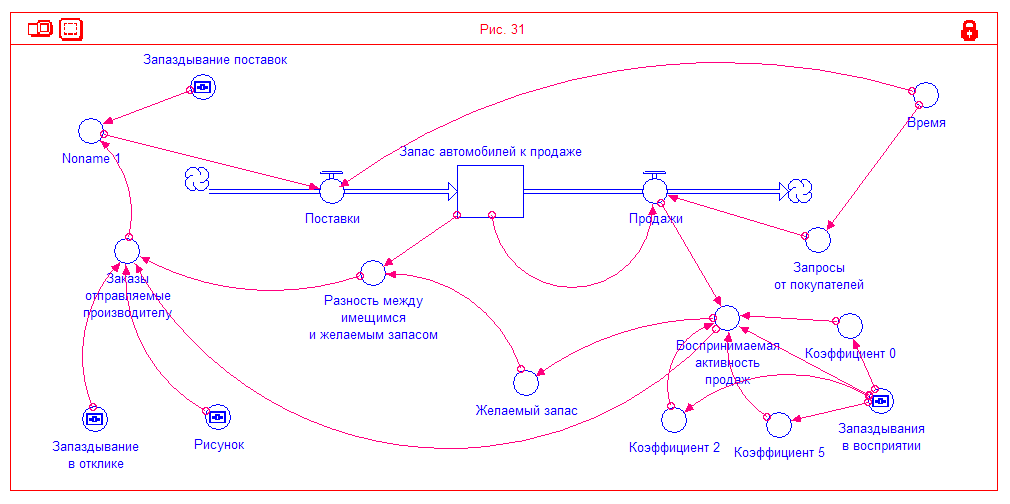 Рис. 31
Запаздывание поставок
Время
Noname 1
Запас автомобилей к продаже
Поставки
Продажи
Запросы
от покупателей
Заказы
отправляемые
производителу
Разность между
имещимся
и желаемым запасом
Воспринимаемая
активность
продаж
Коэффициент 0
Желаемый запас
Запаздывание
в отклике
Рисунок
Коэффициент 2
Коэффициент 5
Запаздывания
в восприятии